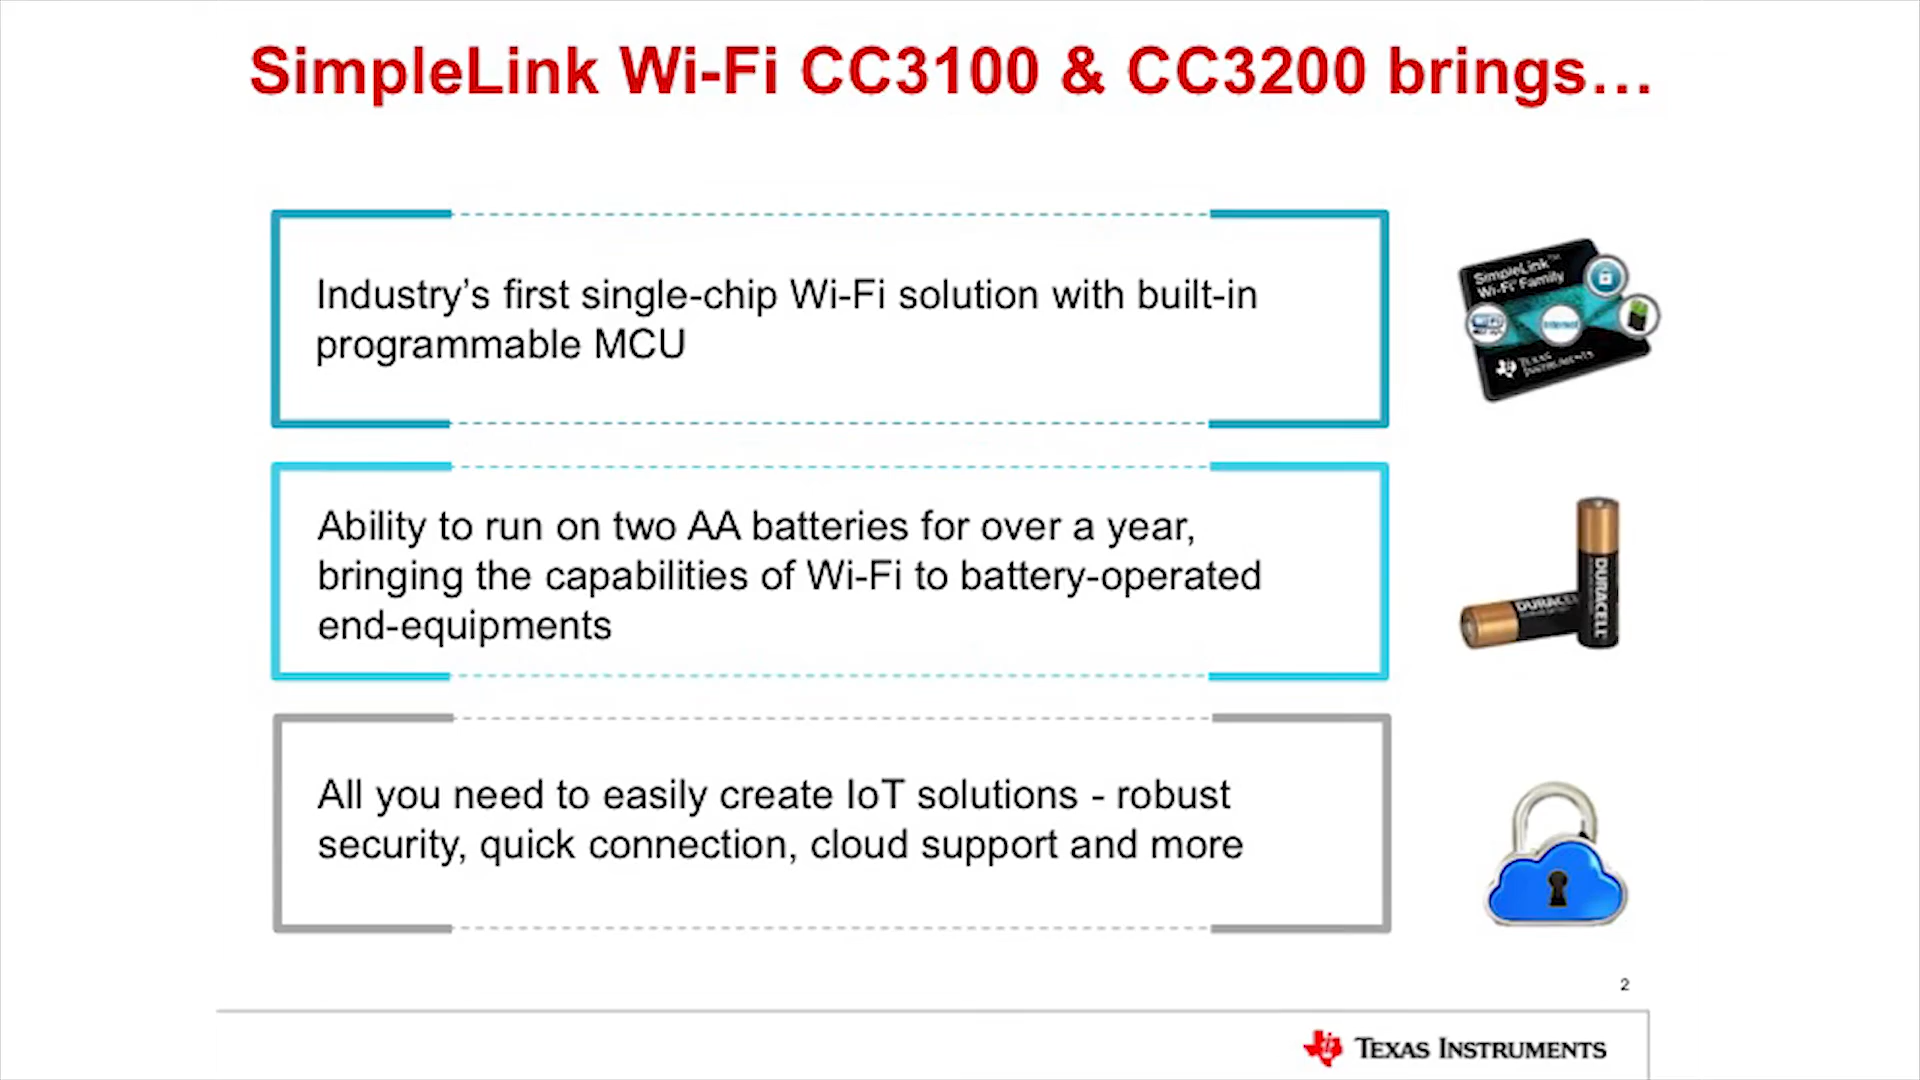 SimpleLink Wi-Fi CC3100 & CC3200 brings…
Industry’s first single-chip Wi-Fi solution with built-in
programmable MCU
SimpleLink™
Wi-Fi® Family
Internet
TEXAS
INSTRUMENTS
Ability to run on two AA batteries for over a year,
bringing the capabilities of Wi-Fi to battery-operated
end-equipments
DURACELL
DURACELL
All you need to easily create IoT solutions - robust
security, quick connection, cloud support and more
2
TEXAS INSTRUMENTS